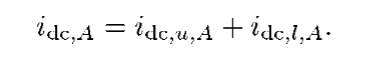 i_{dc,A} = i_{dc,u,A} + i_{dc,l,A}.